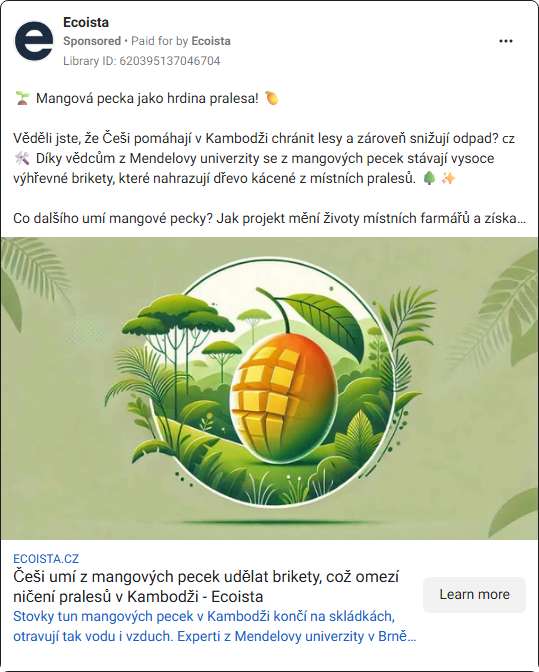 Ecoista
Sponsored • Paid for by Ecoista
Library ID: 620395137046704
🌱 Mangová pecka jako hrdina pralesa! 🥭
Věděli jste, že Češi pomáhají v Kambodži chránit lesy a zároveň snižují odpad? CZ
🛠️ Díky vědcům z Mendelovy univerzity se z mangových pecek stávají vysoce
výhřevné brikety, které nahrazují dřevo kácené z místních pralesů. 🌳✨
Co dalšího umí mangové pecky? Jak projekt mění životy místních farmářů a získa...
ECOISTA.CZ
Češi umí z mangových pecek udělat brikety, což omezí
ničení pralesů v Kambodži - Ecoista
Learn more
Stovky tun mangových pecek v Kambodži končí na skládkách,
otravují tak vodu i vzduch. Experti z Mendelovy univerzity v Brně...